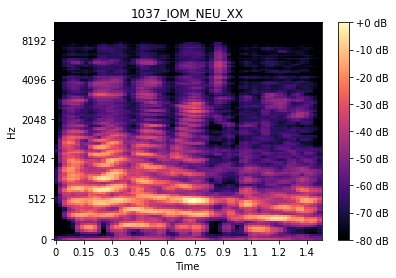 1037_IOM_NEU_XX
+0 dB
8192
-10 dB
4096
-20 dB
-30 dB
2048
Hz
-40 dB
1024
-50 dB
-60 dB
512
-70 dB
0
-80 dB
0 0.15 0.3 0.45 0.6 0.75 0.9 1.1 1.2 1.4
Time